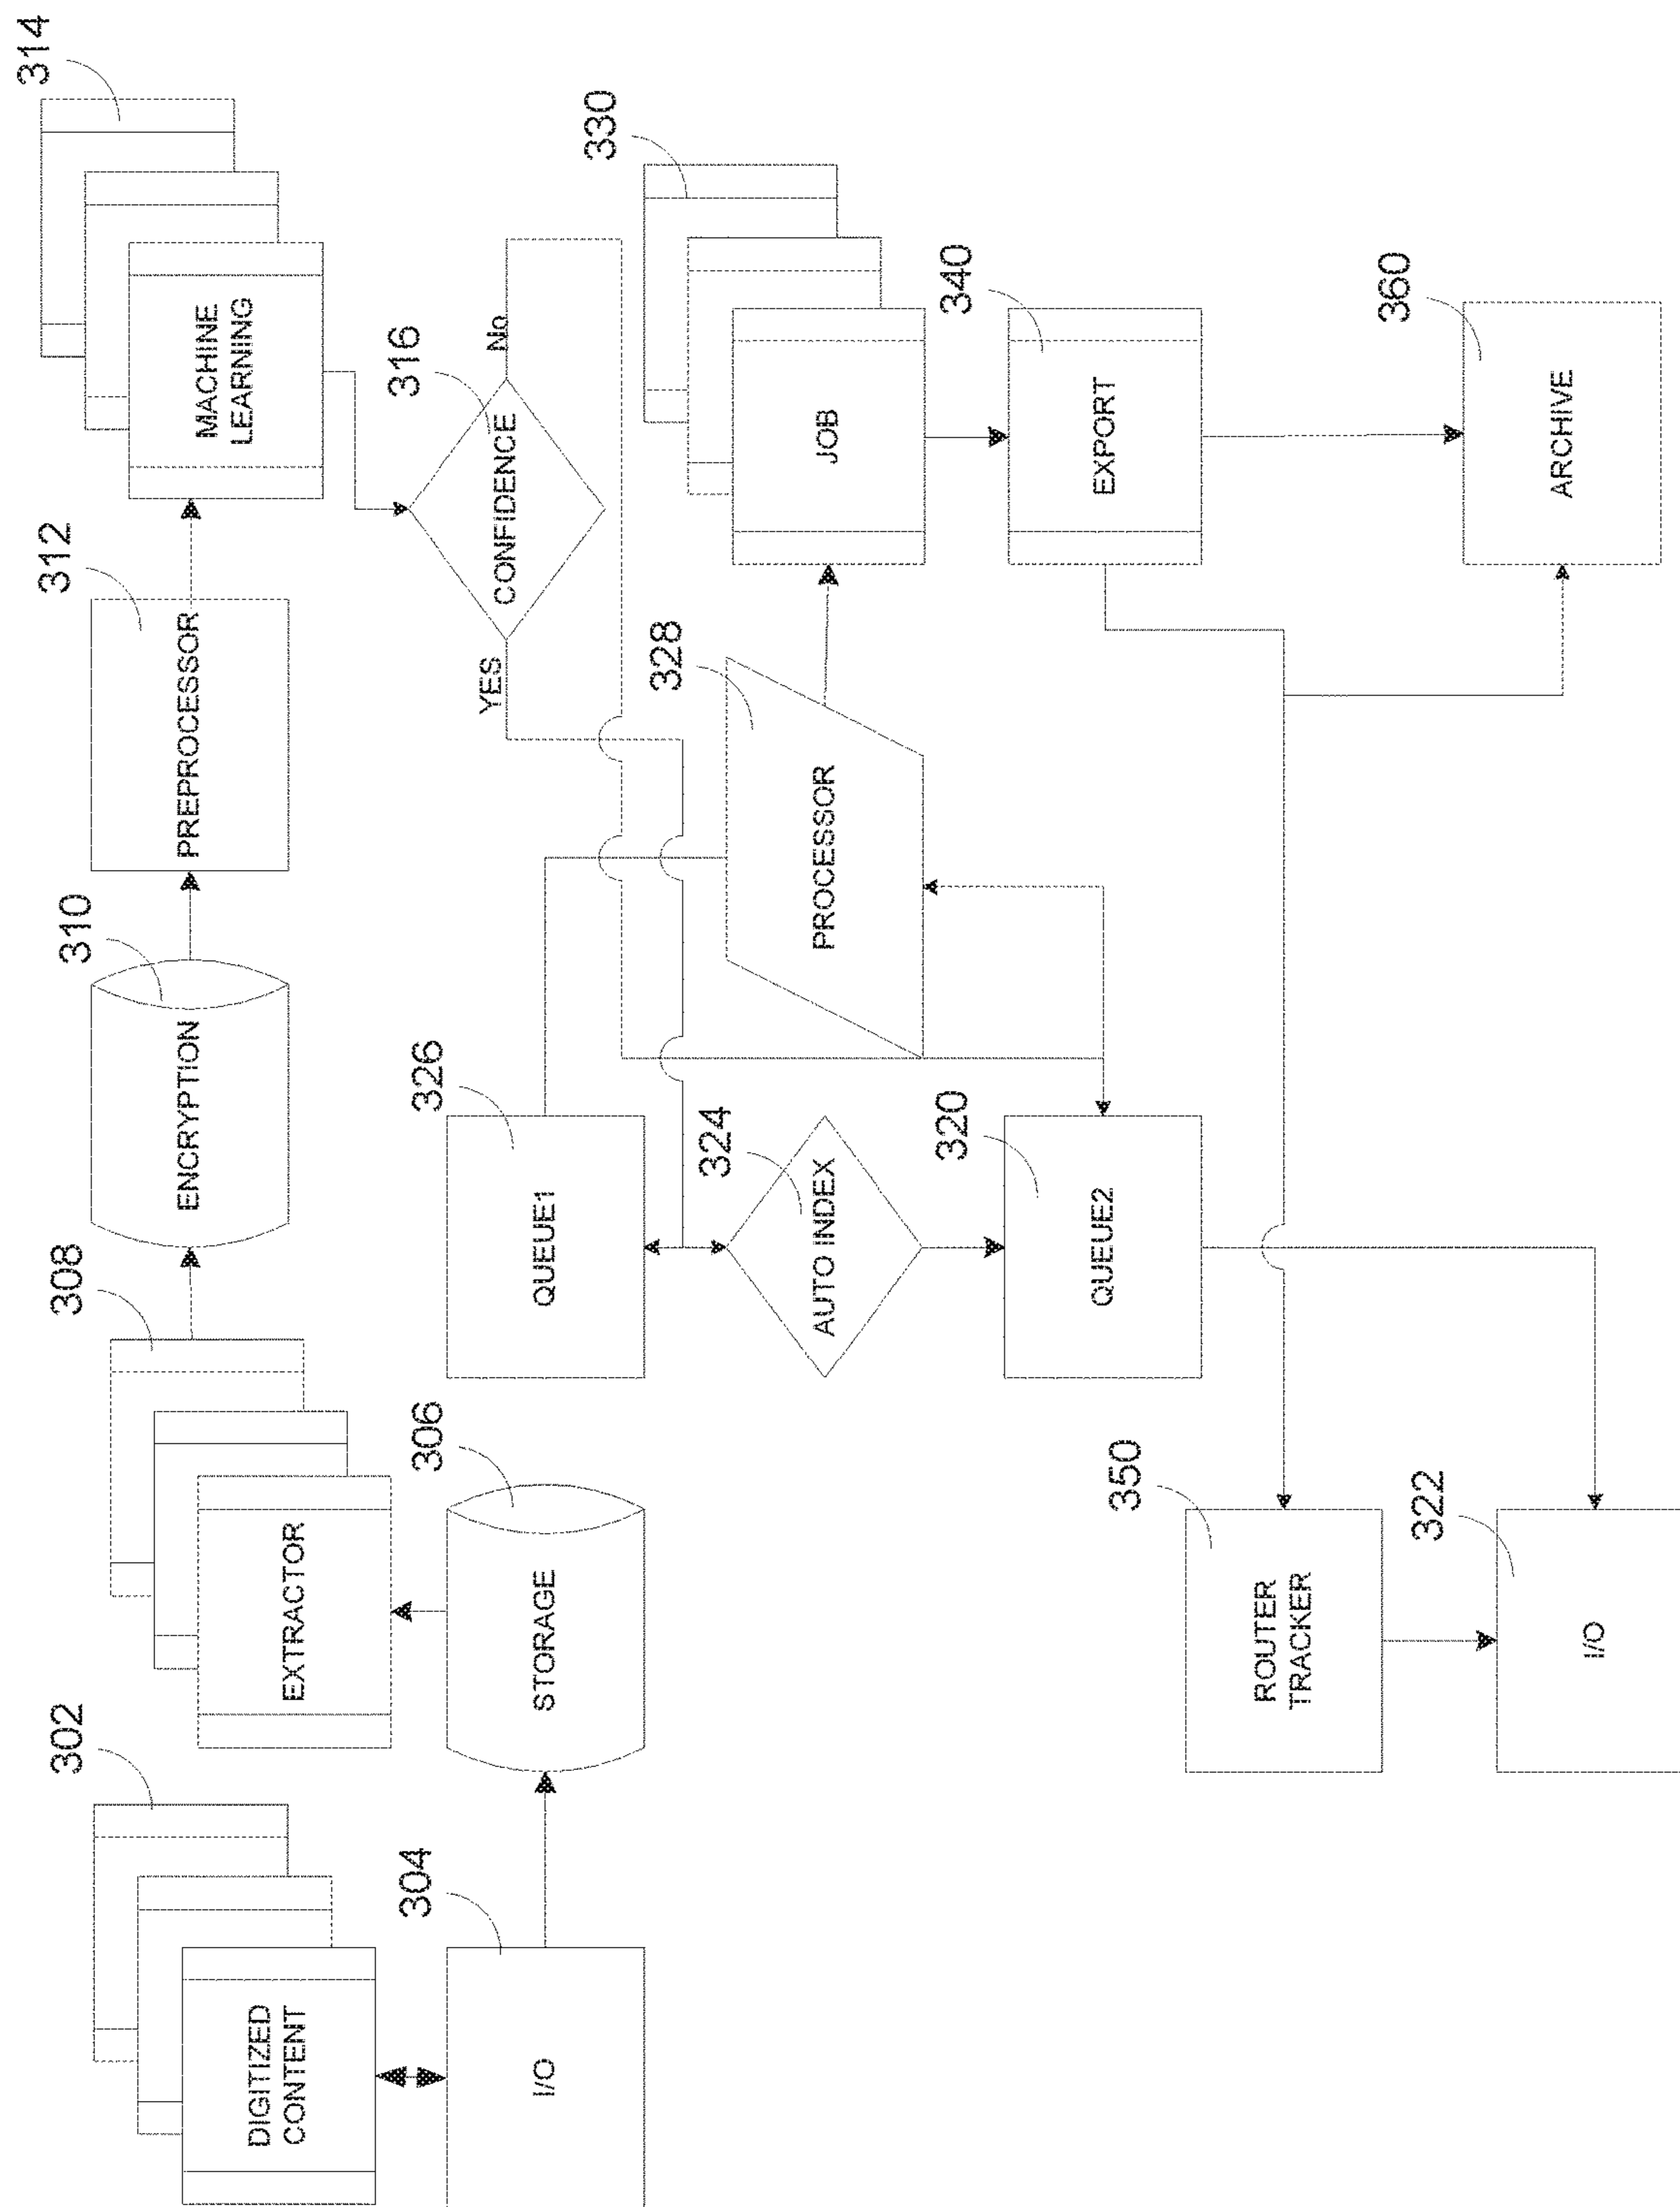 302
308
310
312
314
DIGITIZED
CONTENT
EXTRACTOR
ENCRYPTION
PREPROCESSOR
MACHINE
LEARNING
304
306
326
316
I/O
STORAGE
QUEUE1
YES
CONFIDENCE
No
324
328
330
AUTO INDEX
PROCESSOR
JOB
320
340
QUEUE2
EXPORT
350
ROUTER
TRACKER
322
360
I/O
ARCHIVE